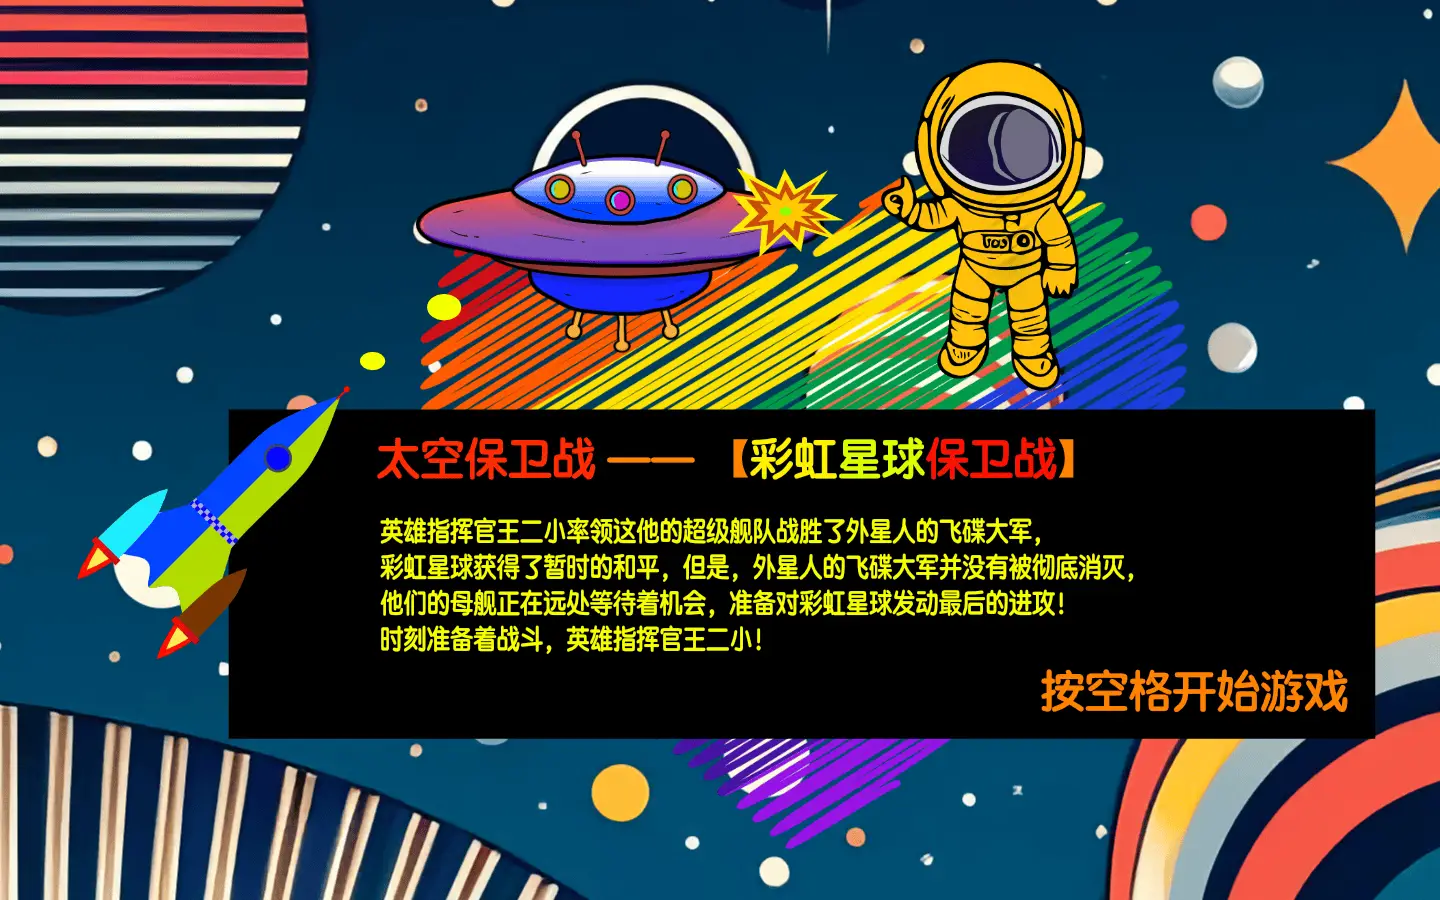 太空保卫战 —— 【彩虹星球保卫战】
英雄指挥官王二小率领这他的超级舰队战胜了外星人的飞碟大军，
彩虹星球获得了暂时的和平，但是，外星人的飞碟大军并没有被彻底消灭，
他们的母舰正在远处等待着机会，准备对彩虹星球发动最后的进攻！
时刻准备着战斗，英雄指挥官王二小！
按空格开始游戏